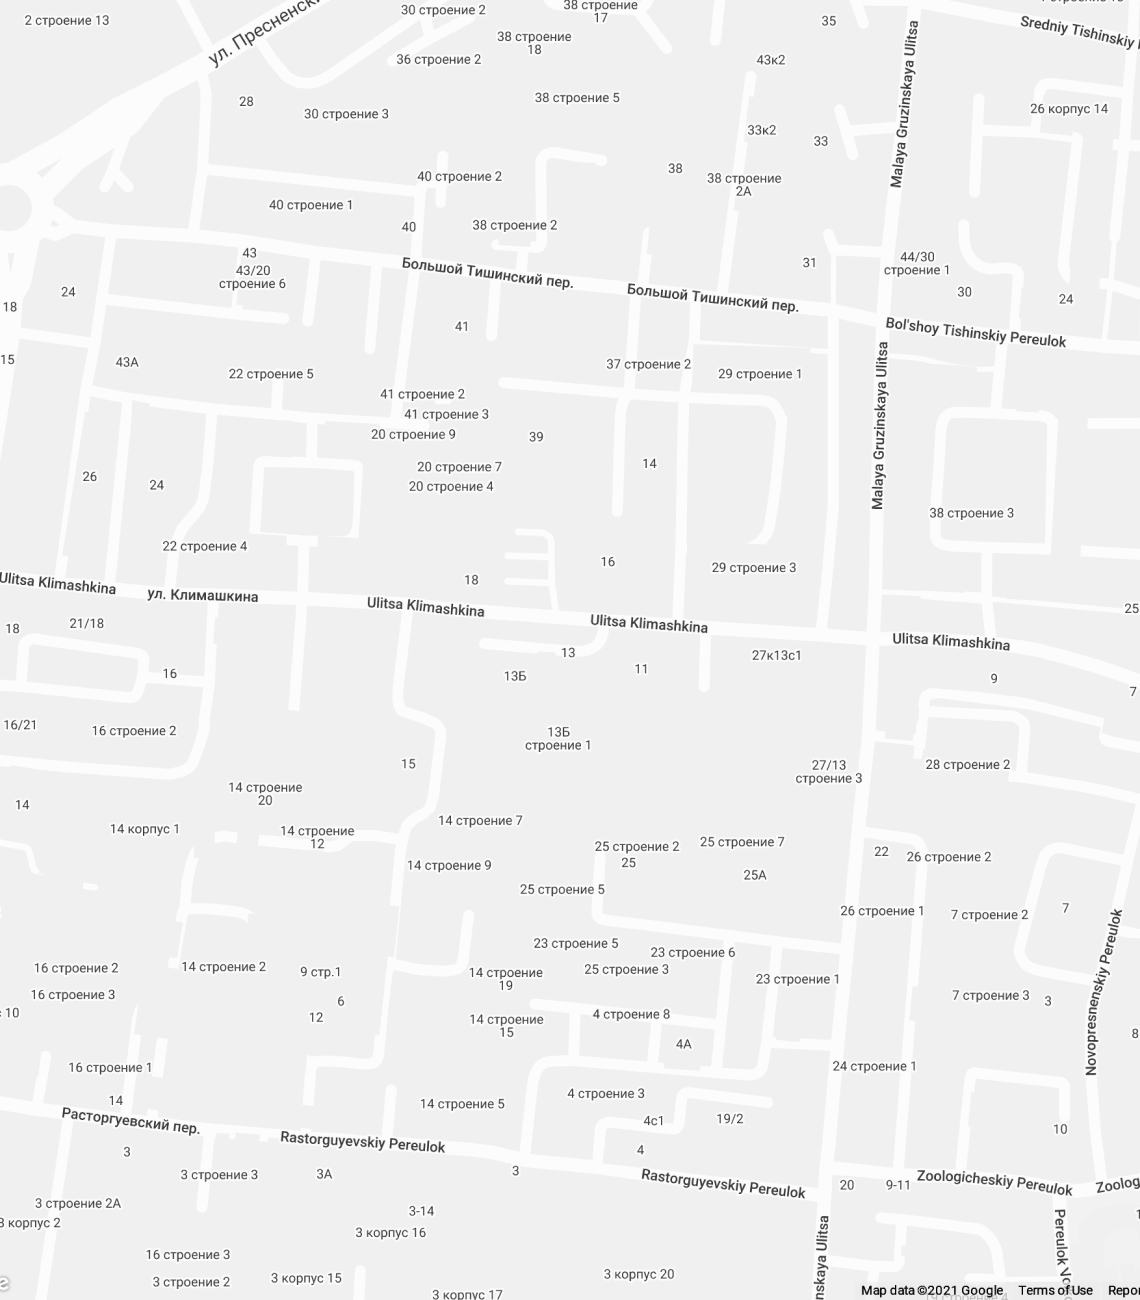 30 строение 2
38 строение
17
2 строение 13
35
Sredniy Tishinskiy
ул. Пресненски
38 строение
18
36 строение 2
43к2
Malaya Gruzinskaya Ulitsa
28
38 строение 5
30 строение 3
26 корпус 14
33к2
33
38
40 строение 2
38 строение
2А
40 строение 1
40
38 строение 2
43
43/20
строение 6
Большой Тишинский пер.
31
44/30
строение 1
24
30
24
18
Большой Тишинский пер.
41
Bol'shoy Tishinskiy Pereulok
15
43А
22 строение 5
37 строение 2
29 строение 1
Malaya Gruzinskaya Ulitsa
41 строение 2
41 строение 3
20 строение 9
39
20 строение 7
14
26
24
20 строение 4
38 строение 3
22 строение 4
16
29 строение 3
18
Ulitsa Klimashkina
ул. Климашкина
Ulitsa Klimashkina
25
Ulitsa Klimashkina
21/18
18
Ulitsa Klimashkina
13
27к13с1
11
16
13Б
9
7
16/21
16 строение 2
13Б
строение 1
15
27/13
строение 3
28 строение 2
14 строение
20
14
14 корпус 1
14 строение
12
14 строение 7
25 строение 2
25
25 строение 7
22
26 строение 2
14 строение 9
25А
25 строение 5
7
26 строение 1
7 строение 2
23 строение 5
23 строение 6
16 строение 2
14 строение 2
9 стр.1
14 строение
19
25 строение 3
23 строение 1
16 строение 3
6
7 строение 3
3
Novopresnenskiy Pereulok
10
12
14 строение
15
4 строение 8
8
4А
16 строение 1
24 строение 1
14
4 строение 3
14 строение 5
Расторгуевский пер.
4с1
19/2
10
Rastorguyevskiy Pereulok
3
4
3 строение 3
3А
3
Rastorguyevskiy Pereulok
20
9-11
Zoologicheskiy Pereulok
3 строение 2А
3-14
3 корпус 16
nskaya Ulitsa
Pereulok
16 строение 3
3 строение 2
3 корпус 15
3 корпус 20
3 корпус 17
Map data ©2021 Google
Terms of Use